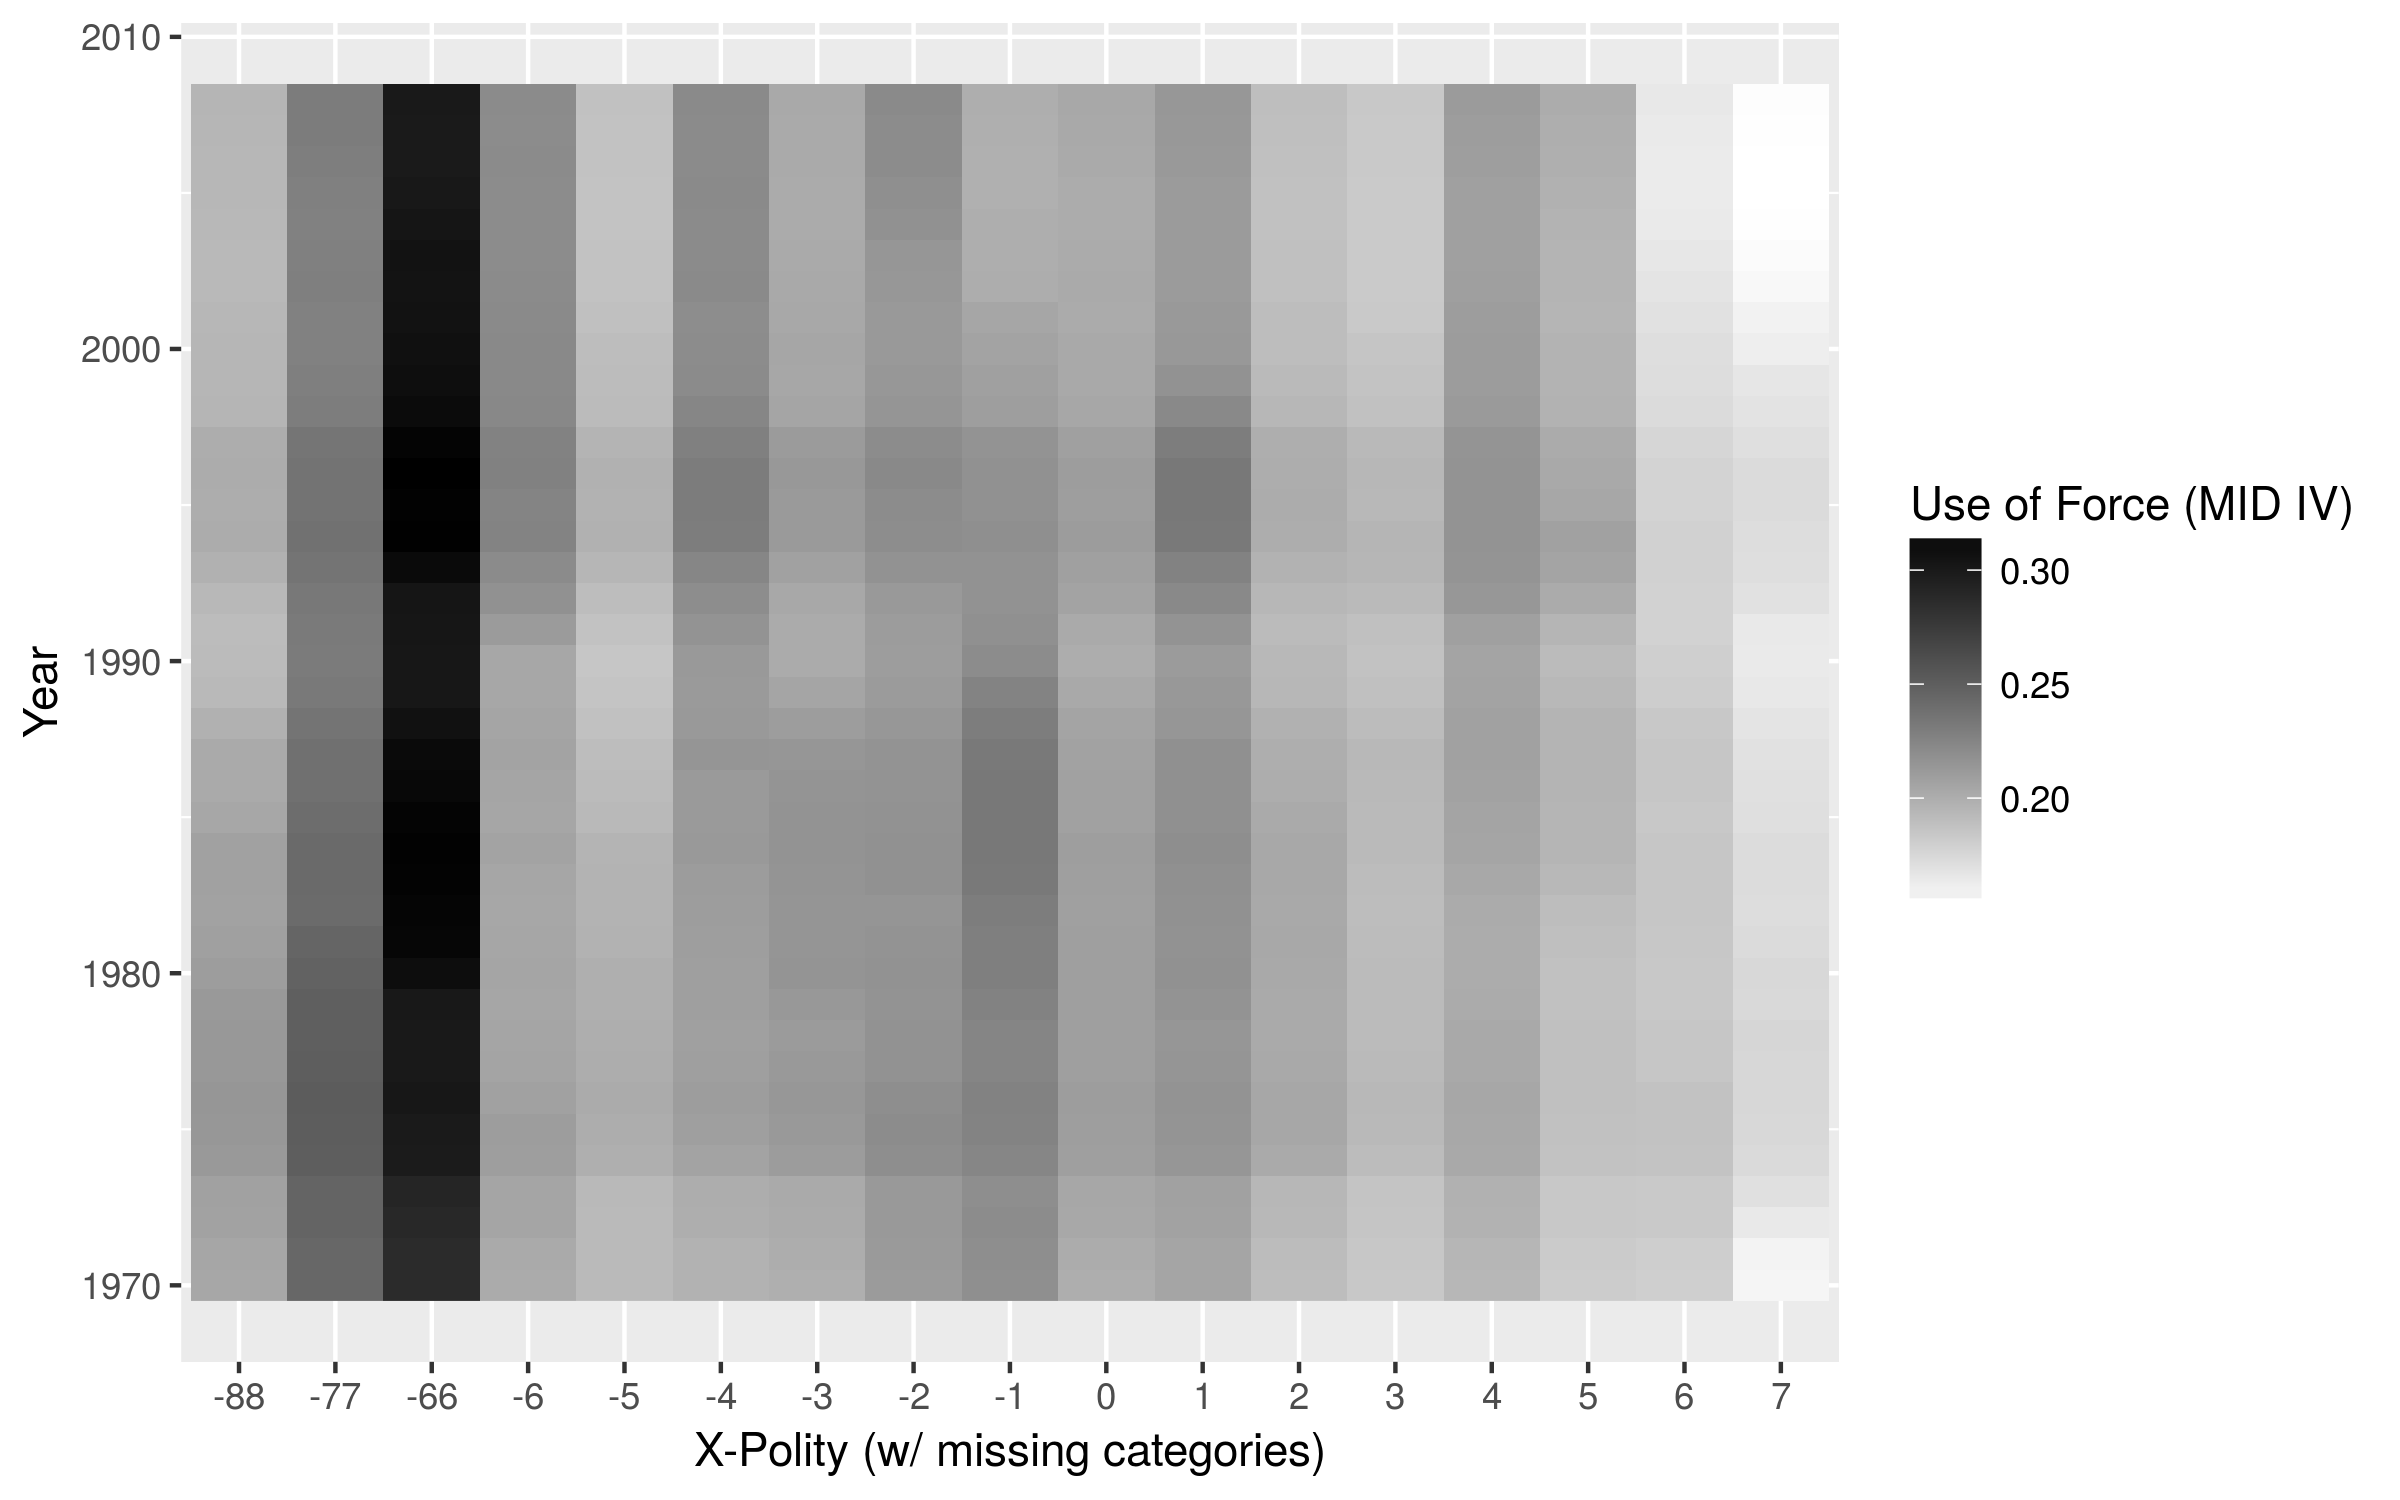 2010
2000
1990
1980
1970
Year
-88 -77 -66 -6 -5 -4 -3 -2 -1 0 1 2 3 4 5 6 7
X-Polity (w/ missing categories)
Use of Force (MID IV)
0.30
0.25
0.20